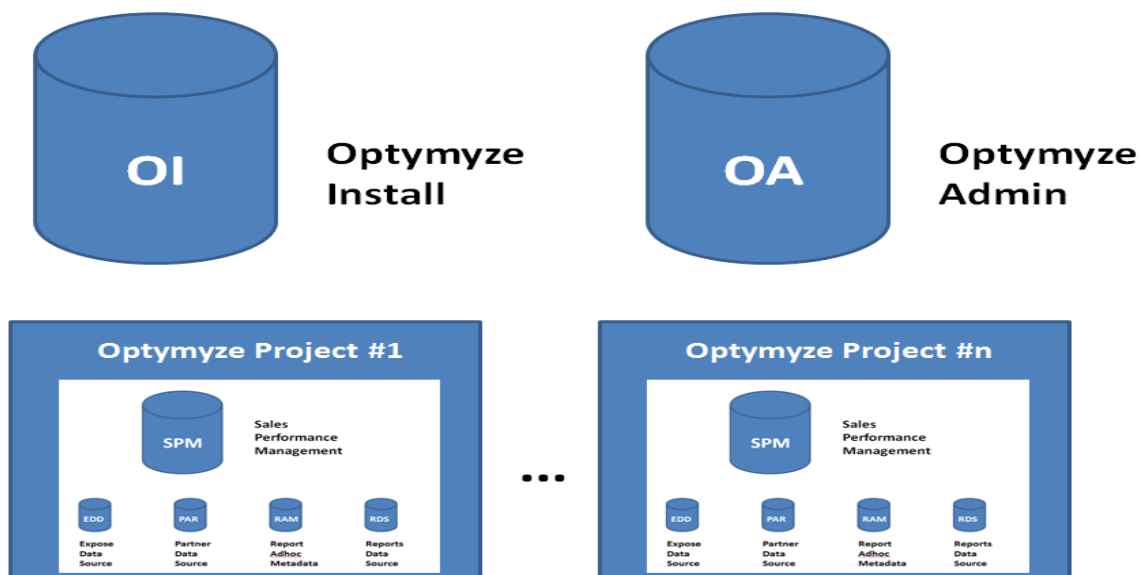 OI
Optymyze
Install
OA
Optymyze
Admin
Optymyze Project #1
SPM
Sales
Performance
Management
EDD
PAR
RAM
RDS
Expose
Data
Source
Partner
Data
Source
Report
Adhoc
Metadata
Reports
Data
Source
...
Optymyze Project #n
SPM
Sales
Performance
Management
EDD
PAR
RAM
RDS
Expose
Data
Source
Partner
Data
Source
Report
Adhoc
Metadata
Reports
Data
Source